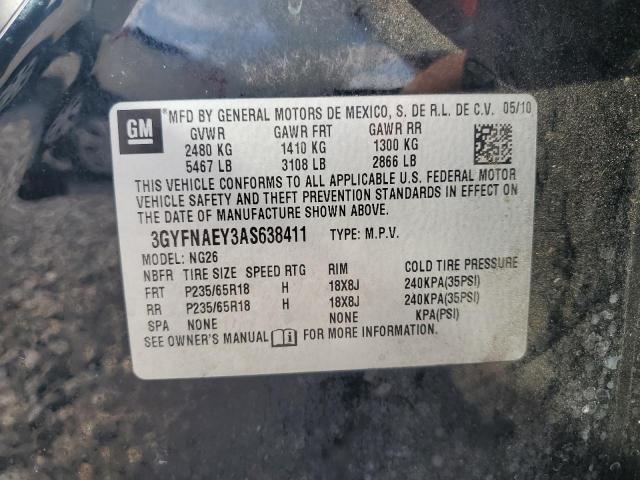 GM
MFD BY GENERAL MOTORS DE MEXICO, S. DE R.L. DE C.V. 05/10
GVWR GAWR FRT GAWR RR
2480 KG 1410 KG 1300 KG
5467 LB 3108 LB 2866 LB
THIS VEHICLE CONFORMS TO ALL APPLICABLE U.S. FEDERAL MOTOR
VEHICLE SAFETY AND THEFT PREVENTION STANDARDS IN EFFECT ON
THE DATE OF MANUFACTURE SHOWN ABOVE.
3GYFNAEY3AS638411 TYPE: M.P.V.
MODEL: NG26
NBFR TIRE SIZE SPEED RTG RIM COLD TIRE PRESSURE
FRT P235/65R18 H 18X8J 240KPA(35PSI)
RR P235/65R18 H 18X8J 240KPA(35PSI)
SPA NONE NONE KPA(PSI)
SEE OWNER'S MANUAL FOR MORE INFORMATION.